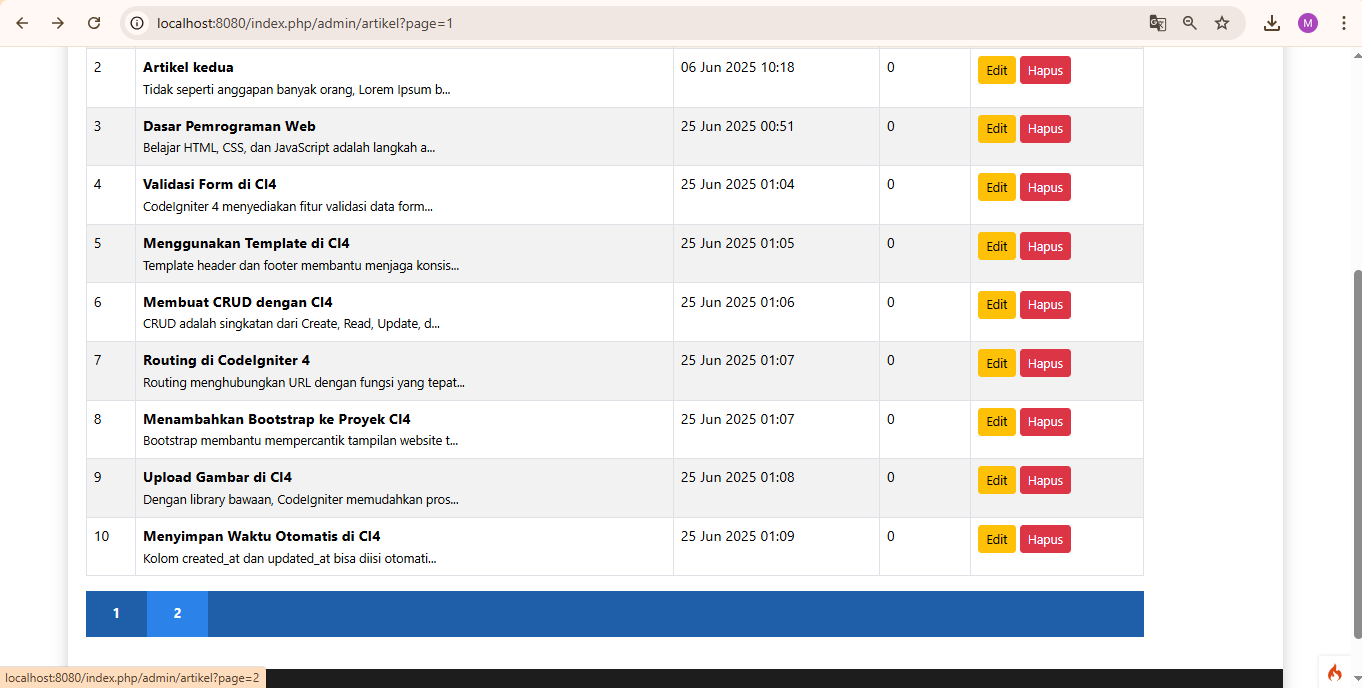 localhost:8080/index.php/admin/artikel?page=1
M
2 Artikel kedua 06 Jun 2025 10:18 0 Edit Hapus
Tidak seperti anggapan banyak orang, Lorem Ipsum b...
3 Dasar Pemrograman Web 25 Jun 2025 00:51 0 Edit Hapus
Belajar HTML, CSS, dan JavaScript adalah langkah a...
4 Validasi Form di CI4 25 Jun 2025 01:04 0 Edit Hapus
CodeIgniter 4 menyediakan fitur validasi data form...
5 Menggunakan Template di CI4 25 Jun 2025 01:05 0 Edit Hapus
Template header dan footer membantu menjaga konsis...
6 Membuat CRUD dengan CI4 25 Jun 2025 01:06 0 Edit Hapus
CRUD adalah singkatan dari Create, Read, Update, d...
7 Routing di CodeIgniter 4 25 Jun 2025 01:07 0 Edit Hapus
Routing menghubungkan URL dengan fungsi yang tepat...
8 Menambahkan Bootstrap ke Proyek CI4 25 Jun 2025 01:07 0 Edit Hapus
Bootstrap membantu mempercantik tampilan website t...
9 Upload Gambar di CI4 25 Jun 2025 01:08 0 Edit Hapus
Dengan library bawaan, CodeIgniter memudahkan pros...
10 Menyimpan Waktu Otomatis di CI4 25 Jun 2025 01:09 0 Edit Hapus
Kolom created_at dan updated_at bisa diisi otomati...
1 2
localhost:8080/index.php/admin/artikel?page=2